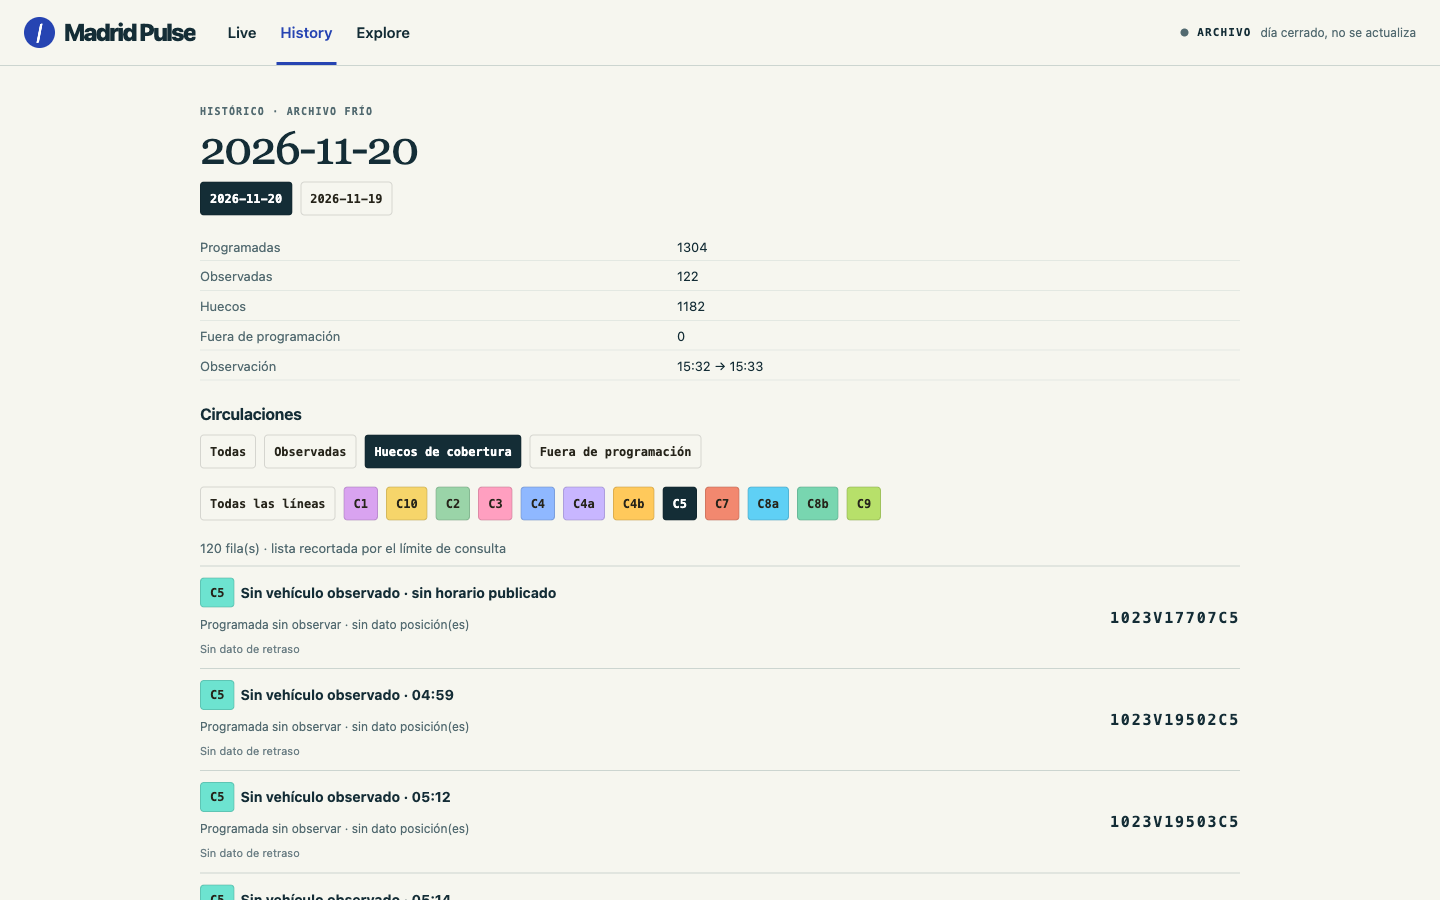 Madrid Pulse Live History Explore ARCHIVO día cerrado, no se actualiza
HISTÓRICO · ARCHIVO FRÍO
2026-11-20
2026-11-20 2026-11-19
Programadas 1304
Observadas 122
Huecos 1182
Fuera de programación 0
Observación 15:32 → 15:33
Circulaciones
Todas Observadas Huecos de cobertura Fuera de programación
Todas las líneas C1 C10 C2 C3 C4 C4a C4b C5 C7 C8a C8b C9
120 fila(s) · lista recortada por el límite de consulta
C5 Sin vehículo observado · sin horario publicado
1023V17707C5
Programada sin observar · sin dato posición(es)
Sin dato de retraso
C5 Sin vehículo observado · 04:59
1023V19502C5
Programada sin observar · sin dato posición(es)
Sin dato de retraso
C5 Sin vehículo observado · 05:12
1023V19503C5
Programada sin observar · sin dato posición(es)
Sin dato de retraso
C5 Sin vehículo observado · 05:14